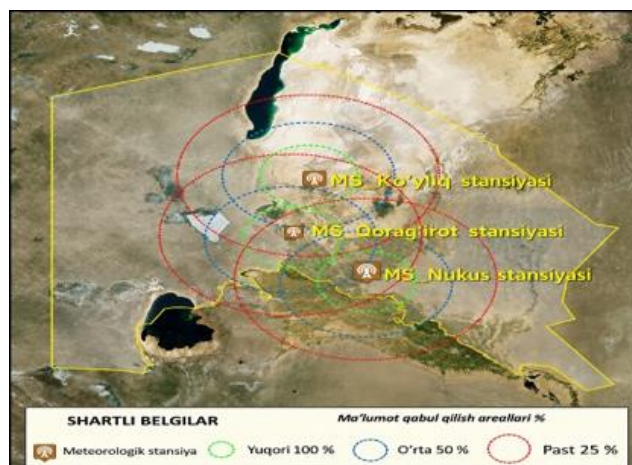 MS_Ko'yliq stansiyasi
MS_Qorag'irot stansiyasi
MS_Nukus stansiyasi
SHARTLI BELGILAR
Ma'lumot qabul qilish areallari %
Meteorologik stansiya
Yuqori 100 %
O'rta 50 %
Past 25 %